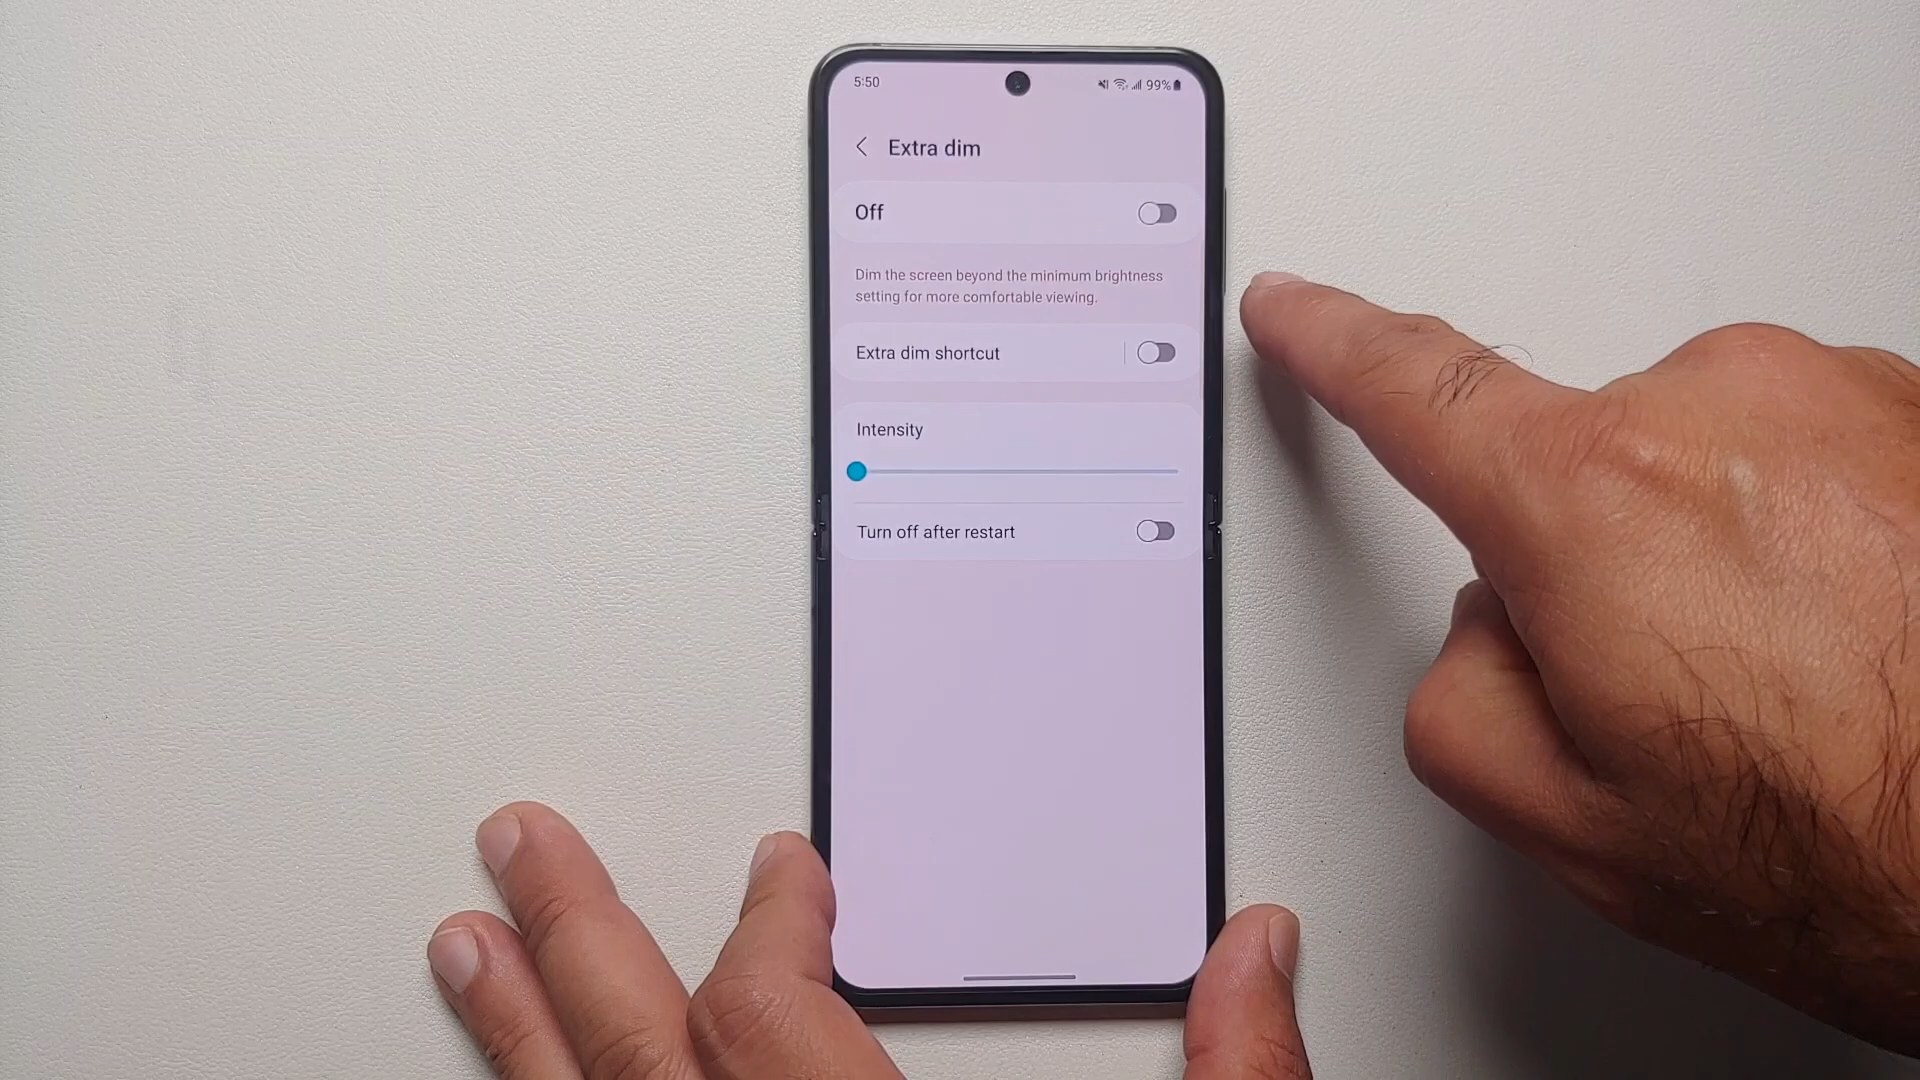 5:50
99%
Extra dim
Off
Dim the screen beyond the minimum brightness
setting for more comfortable viewing.
Extra dim shortcut
Intensity
Turn off after restart